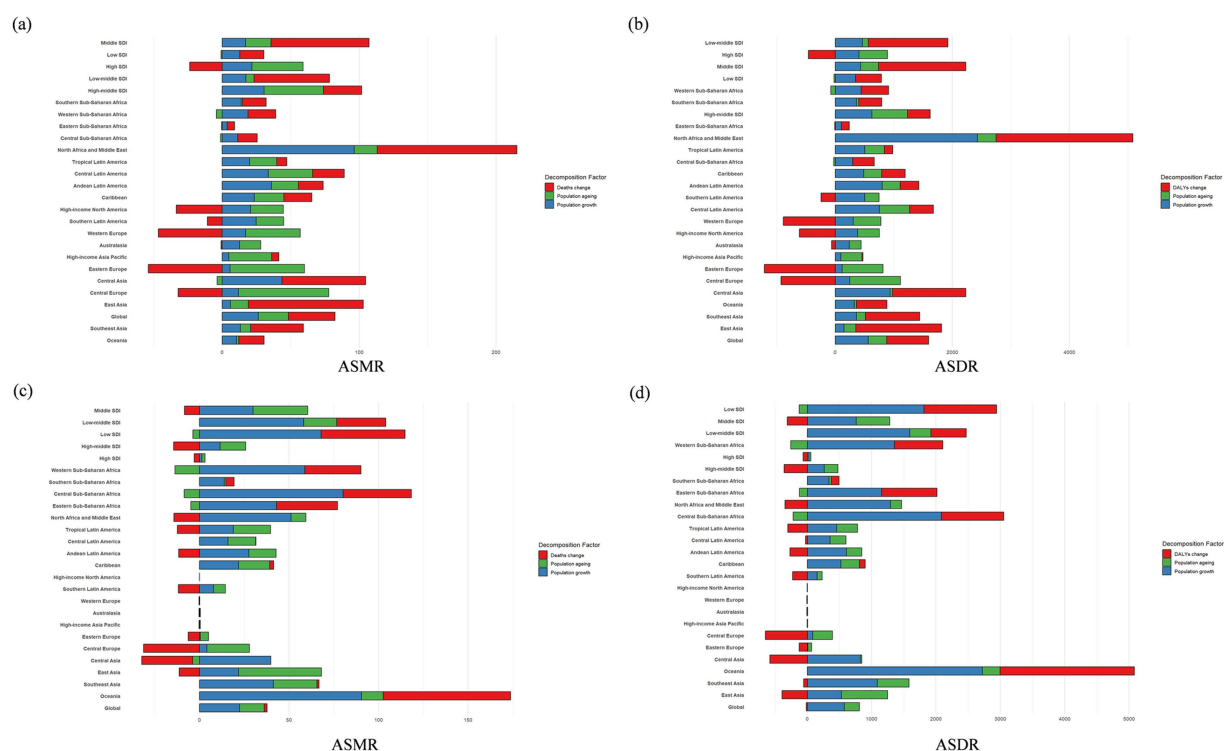 (a)
Middle SDI
Low SDI
High SDI
Low-middle SDI
High-middle SDI
Southern Sub-Saharan Africa
Western Sub-Saharan Africa
Eastern Sub-Saharan Africa
Central Sub-Saharan Africa
North Africa and Middle East
Tropical Latin America
Central Latin America
Andean Latin America
Caribbean
High-income North America
Southern Latin America
Western Europe
Australasia
High-income Asia Pacific
Eastern Europe
Central Asia
Central Europe
East Asia
Global
Southeast Asia
Oceania
0 100 200
ASMR
Decomposition Factor
Deaths change
Population ageing
Population growth
(b)
Low-middle SDI
High SDI
Middle SDI
Low SDI
Western Sub-Saharan Africa
Southern Sub-Saharan Africa
High-middle SDI
Eastern Sub-Saharan Africa
North Africa and Middle East
Tropical Latin America
Central Sub-Saharan Africa
Caribbean
Andean Latin America
Southern Latin America
Central Latin America
Western Europe
High-income North America
Australasia
High-income Asia Pacific
Eastern Europe
Central Europe
Central Asia
Oceania
Southeast Asia
East Asia
Global
0 2000 4000
ASDR
Decomposition Factor
DALYs change
Population ageing
Population growth
(c)
Middle SDI
Low-middle SDI
Low SDI
High-middle SDI
High SDI
Western Sub-Saharan Africa
Southern Sub-Saharan Africa
Central Sub-Saharan Africa
Eastern Sub-Saharan Africa
North Africa and Middle East
Tropical Latin America
Central Latin America
Andean Latin America
Caribbean
High-income North America
Southern Latin America
Western Europe
Australasia
High-income Asia Pacific
Eastern Europe
Central Europe
Central Asia
East Asia
Southeast Asia
Oceania
Global
0 50 100 150
ASMR
Decomposition Factor
Deaths change
Population ageing
Population growth
(d)
Low SDI
Middle SDI
Low-middle SDI
Western Sub-Saharan Africa
High SDI
High-middle SDI
Southern Sub-Saharan Africa
Eastern Sub-Saharan Africa
North Africa and Middle East
Central Sub-Saharan Africa
Tropical Latin America
Central Latin America
Andean Latin America
Caribbean
Southern Latin America
High-income North America
Western Europe
Australasia
High-income Asia Pacific
Central Europe
Eastern Europe
Central Asia
Oceania
Southeast Asia
East Asia
Global
0 1000 2000 3000 4000 5000
ASDR
Decomposition Factor
DALYs change
Population ageing
Population growth